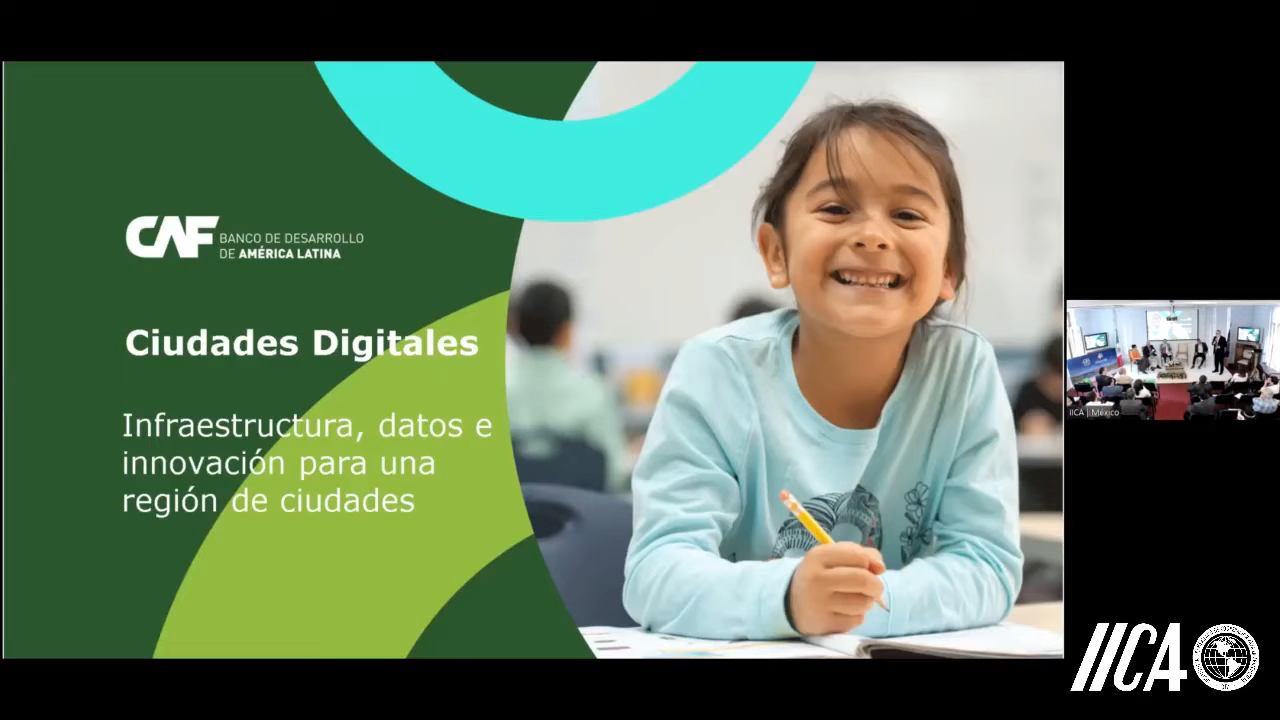 CAF
BANCO DE DESARROLLO
DE AMÉRICA LATINA
Ciudades Digitales
Infraestructura, datos e
innovación para una
región de ciudades
IICA | México
IICA